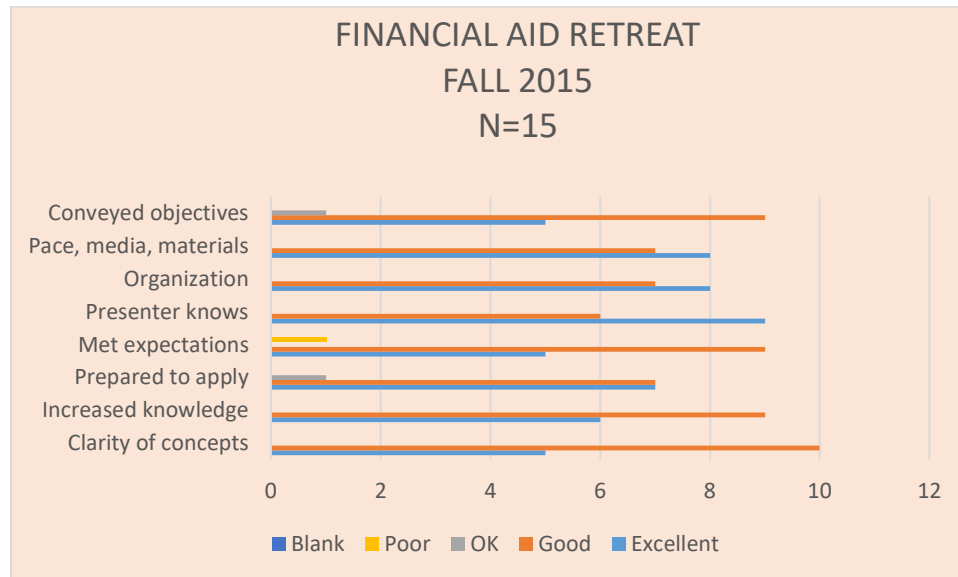 FINANCIAL AID RETREAT
FALL 2015
N=15
Conveyed objectives
Pace, media, materials
Organization
Presenter knows
Met expectations
Prepared to apply
Increased knowledge
Clarity of concepts
0 2 4 6 8 10 12
Blank Poor OK Good Excellent